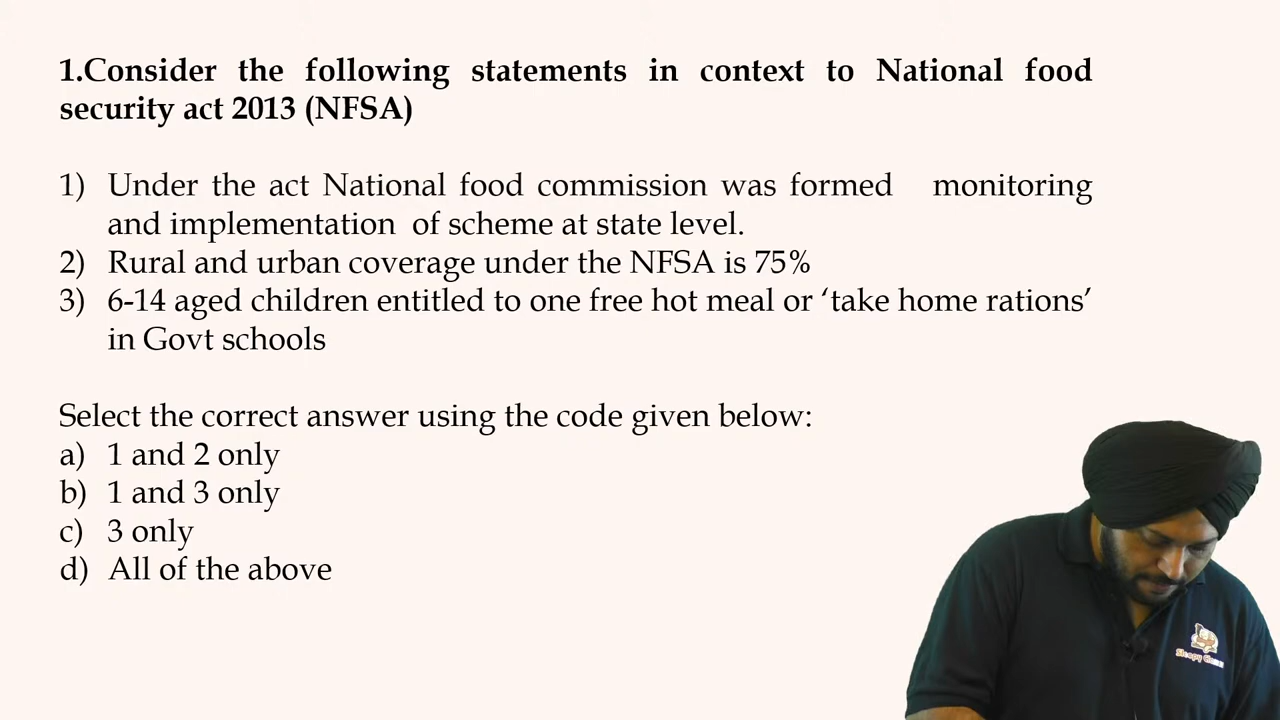 1.Consider the following statements in context to National food
security act 2013 (NFSA)
1) Under the act National food commission was formed monitoring
and implementation of scheme at state level.
2) Rural and urban coverage under the NFSA is 75%
3) 6-14 aged children entitled to one free hot meal or ‘take home rations’
in Govt schools
Select the correct answer using the code given below:
a) 1 and 2 only
b) 1 and 3 only
c) 3 only
d) All of the above